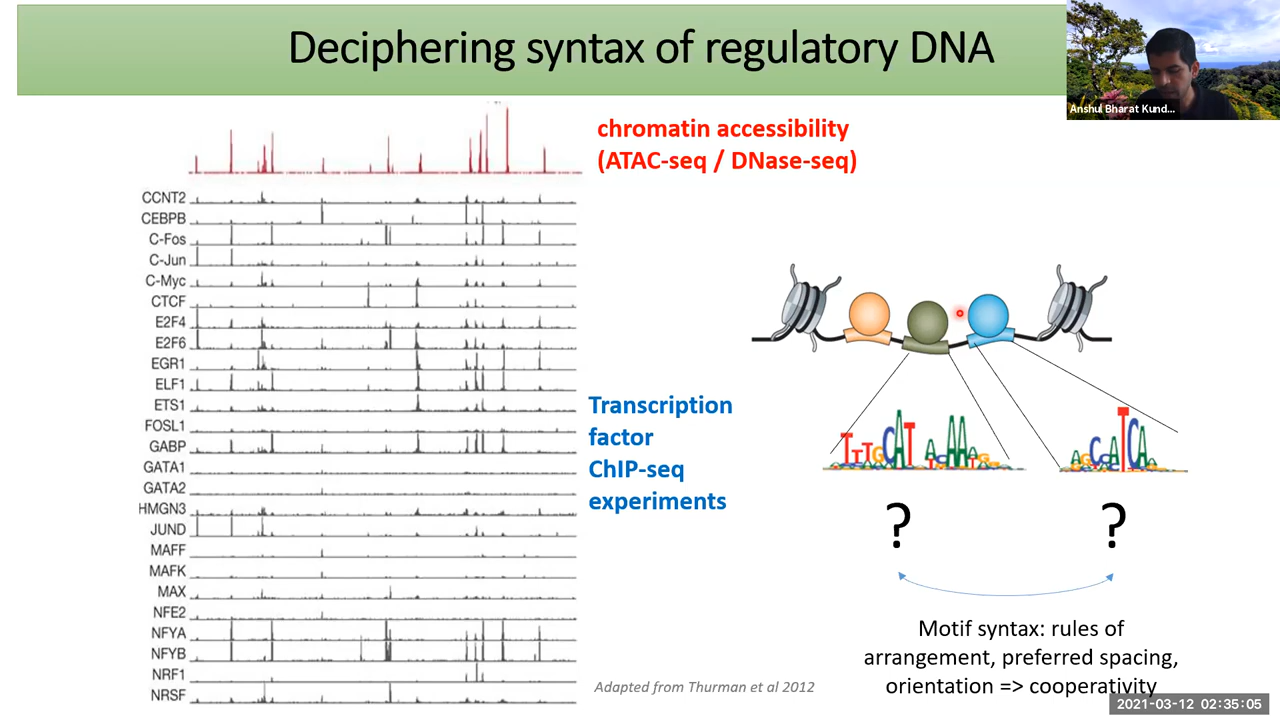 Deciphering syntax of regulatory DNA
Anshul Bharat Kund...
chromatin accessibility
(ATAC-seq / DNase-seq)
CCNT2
CEBPB
C-Fos
C-Jun
C-Myc
CTCF
E2F4
E2F6
EGR1
ELF1
ETS1
FOSL1
GABP
GATA1
GATA2
HMGN3
JUND
MAFF
MAFK
MAX
NFE2
NFYA
NFYB
NRF1
NRSF
Transcription
factor
ChIP-seq
experiments
? ?
Motif syntax: rules of
arrangement, preferred spacing,
orientation => cooperativity
Adapted from Thurman et al 2012
2021-03-12 02:35:05